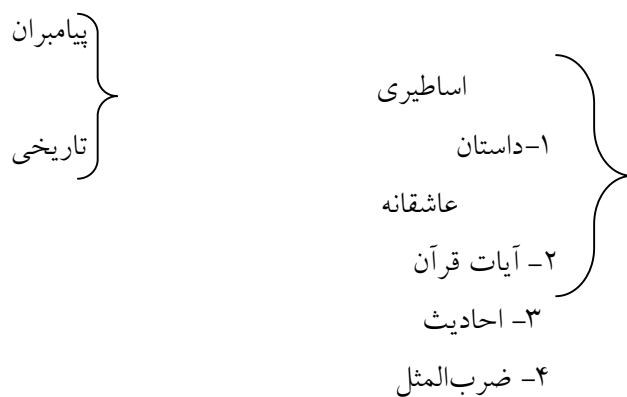 پیامبران
اساطیری
۱-داستان
تاریخی
عاشقانه
۲- آیات قرآن
۳- احادیث
۴- ضرب‌المثل